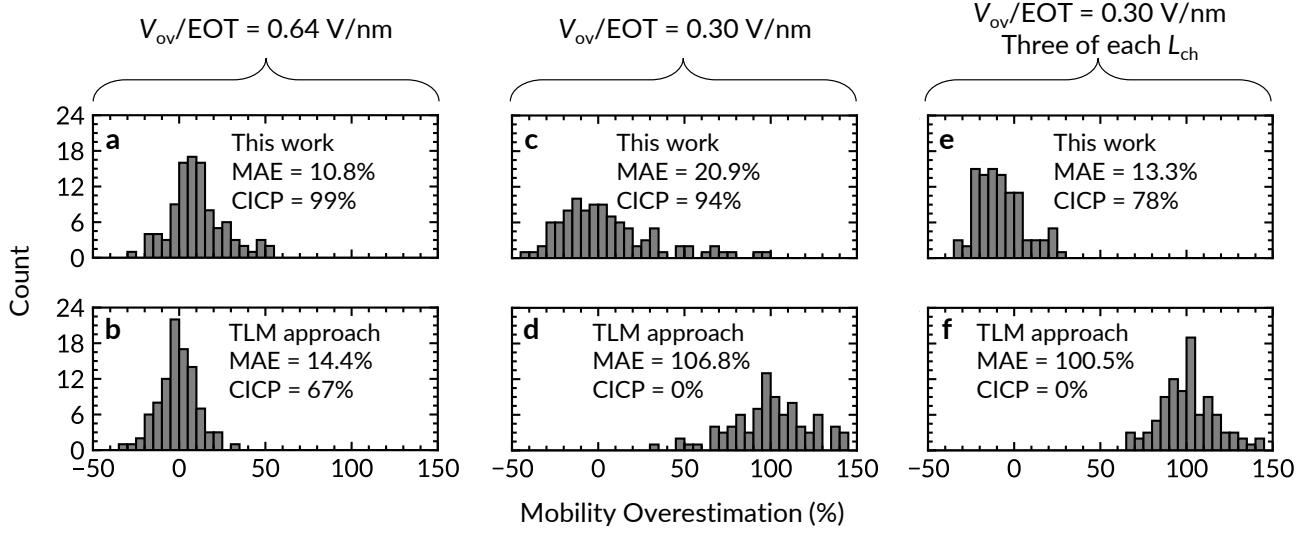 V_ov/EOT = 0.64 V/nm
V_ov/EOT = 0.30 V/nm
V_ov/EOT = 0.30 V/nm
Three of each L_ch
Count
24
18
12
6
0
a
This work
MAE = 10.8%
CICP = 99%
c
This work
MAE = 20.9%
CICP = 94%
e
This work
MAE = 13.3%
CICP = 78%
24
18
12
6
0
b
TLM approach
MAE = 14.4%
CICP = 67%
d
TLM approach
MAE = 106.8%
CICP = 0%
f
TLM approach
MAE = 100.5%
CICP = 0%
−50 0 50 100 150
−50 0 50 100 150
−50 0 50 100 150
Mobility Overestimation (%)